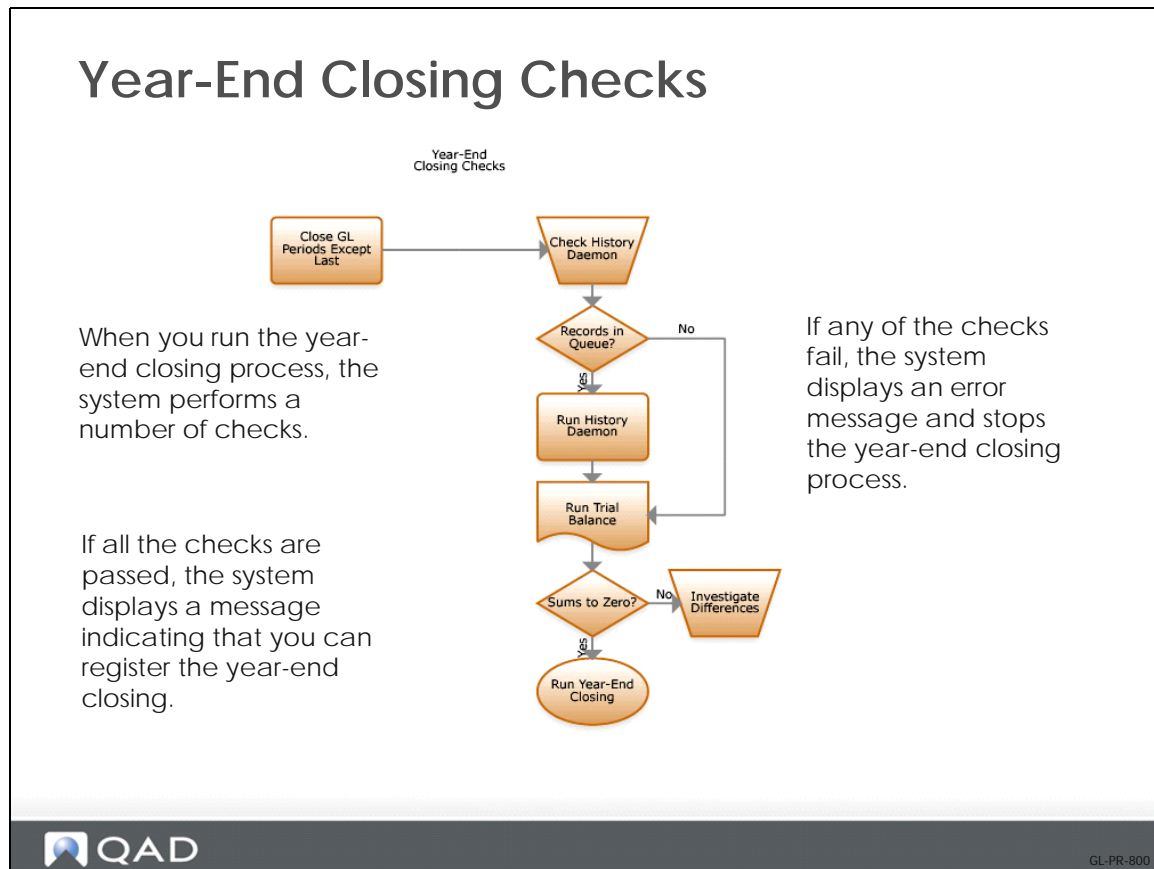 Year-End Closing Checks
Year-End
Closing Checks
Close GL
Periods Except
Last
Check History
Daemon
Records in
Queue?
No
Yes
Run History
Daemon
Run Trial
Balance
Sums to Zero?
No
Investigate
Differences
Yes
Run Year-End
Closing
When you run the year-
end closing process, the
system performs a
number of checks.
If all the checks are
passed, the system
displays a message
indicating that you can
register the year-end
closing.
If any of the checks
fail, the system
displays an error
message and stops
the year-end closing
process.
QAD
GL-PR-800